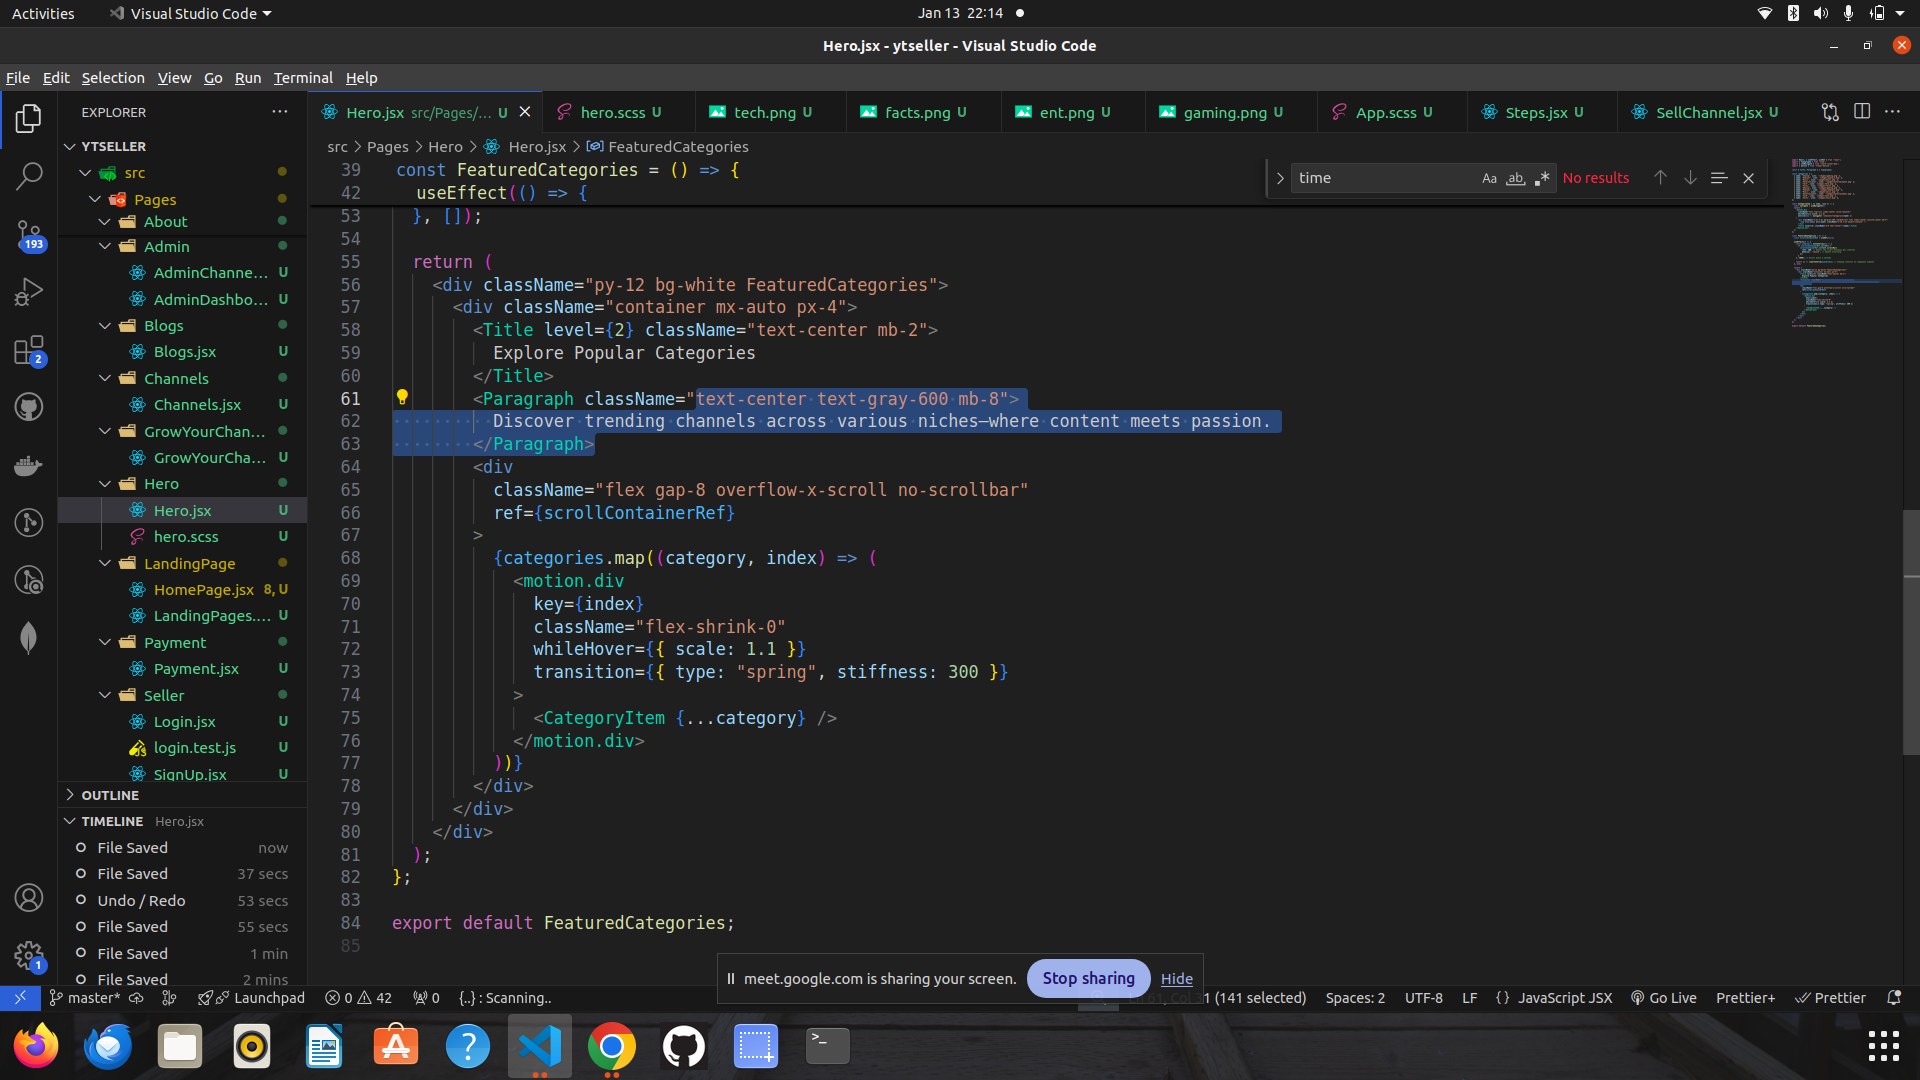 Activities
Visual Studio Code
Jan 13 22:14
Hero.jsx - ytseller - Visual Studio Code
File Edit Selection View Go Run Terminal Help
EXPLORER
Hero.jsx src/Pages/... U
hero.scss U
tech.png U
facts.png U
ent.png U
gaming.png U
App.scss U
Steps.jsx U
SellChannel.jsx U
src > Pages > Hero > Hero.jsx > FeaturedCategories
time
Aa
ab
No results
YTSELLER
src
Pages
About
Admin
AdminChanne... U
AdminDashbo... U
Blogs
Blogs.jsx U
Channels
Channels.jsx U
GrowYourChan...
GrowYourCha... U
Hero
Hero.jsx U
hero.scss U
LandingPage
HomePage.jsx 8, U
LandingPages.... U
Payment
Payment.jsx U
Seller
Login.jsx U
login.test.js U
SignUp.jsx U
OUTLINE
TIMELINE Hero.jsx
File Saved now
File Saved 37 secs
Undo / Redo 53 secs
File Saved 55 secs
File Saved 1 min
File Saved 2 mins
193
2
1
39 const FeaturedCategories = () => {
42 useEffect(() => {
53 }, []);
54
55 return (
56 <div className="py-12 bg-white FeaturedCategories">
57 <div className="container mx-auto px-4">
58 <Title level={2} className="text-center mb-2">
59 Explore Popular Categories
60 </Title>
61 <Paragraph className="text-center text-gray-600 mb-8">
62 Discover trending channels across various niches—where content meets passion.
63 </Paragraph>
64 <div
65 className="flex gap-8 overflow-x-scroll no-scrollbar"
66 ref={scrollContainerRef}
67 >
68 {categories.map((category, index) => (
69 <motion.div
70 key={index}
71 className="flex-shrink-0"
72 whileHover={{ scale: 1.1 }}
73 transition={{ type: "spring", stiffness: 300 }}
74 >
75 <CategoryItem {...category} />
76 </motion.div>
77 ))}
78 </div>
79 </div>
80 </div>
81 );
82 };
83
84 export default FeaturedCategories;
85
meet.google.com is sharing your screen. Stop sharing Hide
master* Launchpad 0 42 0 {..} : Scanning.. (141 selected) Spaces: 2 UTF-8 LF {} JavaScript JSX Go Live Prettier+ Prettier